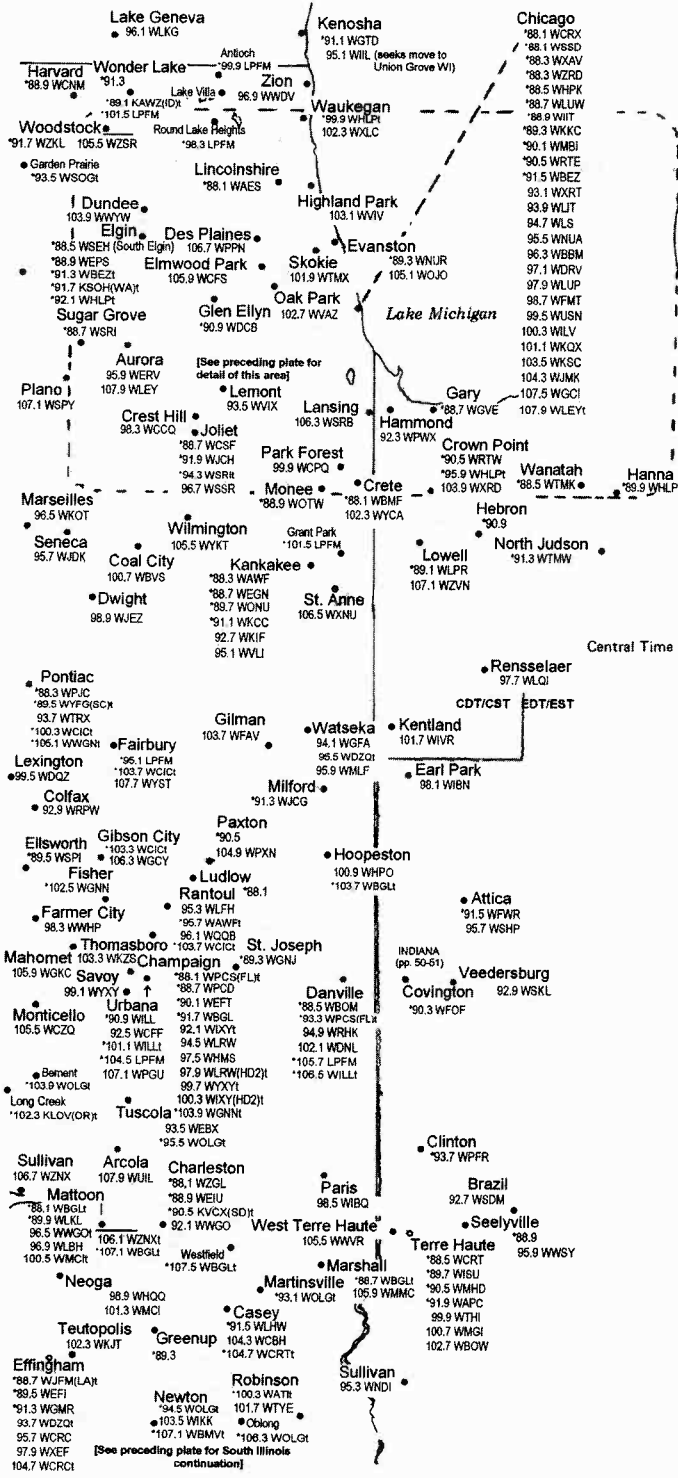 Lake Geneva
96.1 WLKG
Kenosha
*91.1 WGTD
95.1 WIIL (seeks move to
Union Grove WI)
Chicago
*88.1 WCRX
*88.1 WSSD
*88.3 WXAV
*88.3 WZRD
*88.5 WHPK
*88.7 WLUW
*88.9 WIIT
*89.3 WKKC
*90.1 WMBI
*90.5 WRTE
*91.5 WBEZ
93.1 WXRT
93.9 WLIT
94.7 WLS
95.5 WNUA
96.3 WBBM
97.1 WDRV
97.9 WLUP
98.7 WFMT
99.5 WUSN
100.3 WILV
101.1 WKQX
103.5 WKSC
104.3 WJMK
107.5 WGCI
107.9 WLEYt
Antioch
*99.9 LPFM
Harvard
*88.9 WCNM
Wonder Lake
*91.3
*89.1 KAWZ(ID)t
*101.5 LPFM
Lake Villa
Zion
96.9 WWDV
Waukegan
*99.9 WHLPt
102.3 WXLC
Woodstock
*91.7 WZKL
105.5 WZSR
Round Lake Heights
*98.3 LPFM
Garden Prairie
*93.5 WSOGt
Lincolnshire
*88.1 WAES
Highland Park
103.1 WVIV
Dundee
103.9 WWYW
Elgin
*88.5 WSEH (South Elgin)
*88.9 WEPS
*91.3 WBEZt
*91.7 KSOH(WA)t
*92.1 WHLPt
Des Plaines
106.7 WPPN
Elmwood Park
105.9 WCFS
Skokie
101.9 WTMX
Evanston
*89.3 WNUR
105.1 WOJO
Glen Ellyn
*90.9 WDCB
Oak Park
102.7 WVAZ
Lake Michigan
Sugar Grove
*88.7 WSRI
Aurora
95.9 WERV
107.9 WLEY
[See preceding plate for
detail of this area]
Plano
107.1 WSPY
Lemont
93.5 WVIX
Lansing
106.3 WSRB
Hammond
92.3 WPWX
Gary
*88.7 WGVE
Crest Hill
98.3 WCCQ
Joliet
*88.7 WCSF
*91.9 WJCH
*94.3 WSRIt
96.7 WSSR
Park Forest
99.9 WCPQ
Crown Point
*90.5 WRTW
*95.9 WHLPt
103.9 WXRD
Wanatah
*88.5 WTMK
Hanna
*89.9 WHLP
Monee
*88.9 WOTW
Crete
*88.1 WBMF
102.3 WYCA
Marseilles
96.5 WKOT
Seneca
95.7 WJDK
Wilmington
105.5 WYKT
Coal City
100.7 WBVS
Grant Park
*101.5 LPFM
Hebron
*90.9
Lowell
*89.1 WLPR
107.1 WZVN
North Judson
*91.3 TMW
Kankakee
*88.3 WAWF
*88.7 WEGN
*89.7 WONU
*91.1 WKCC
92.7 WKIF
95.1 WVLI
St. Anne
106.5 WXNU
Dwight
98.9 WJEZ
Central Time
Rensselaer
97.7 WLQI
CDT/CST EDT/EST
Pontiac
*88.3 WPJC
*89.5 WYFG(SC)t
93.7 WTRX
*100.3 WCICt
*105.1 WWGNt
Fairbury
*95.1 LPFM
*103.7 WCICt
107.7 WYST
Gilman
103.7 WFAV
Watseka
94.1 WGFA
*95.5 WDZQt
95.9 WMLF
Kentland
101.7 WIVR
Lexington
99.5 WDQZ
Earl Park
98.1 WIBN
Colfax
92.9 WRPW
Milford
*91.3 WJCG
Ellsworth
*89.5 WSPI
Gibson City
*103.3 WCICt
106.3 WGCY
Paxton
*90.5
104.9 WPXN
Hoopeston
100.9 WHPO
*103.7 WBGLt
Fisher
*102.5 WGNN
Ludlow
*88.1
Attica
*91.5 WFWR
95.7 WSHP
Farmer City
98.3 WWHP
Rantoul
95.3 WLFH
*95.7 WAWFt
96.1 WQQB
*103.7 WCICt
Thomasboro
103.3 WKZS
Mahomet
105.9 WGKC
St. Joseph
*89.3 WGNJ
INDIANA
(pp. 50-51)
Covington
*90.3 WFOF
Veedersburg
92.9 WSKL
Savoy
99.1 WYXY
↑
Champaign
*88.1 WPCS(FL)t
*88.7 WPCD
*90.1 WEFT
*91.7 WBGL
92.1 WIXYt
94.5 WLRW
97.5 WHMS
97.9 WLRW(HD2)t
99.7 WYXYt
100.3 WIXY(HD2)t
*103.9 WGNNt
Urbana
*90.9 WILL
92.5 WCFF
*101.1 WILLt
*104.5 LPFM
107.1 WPGU
Danville
*88.5 WBOM
*93.3 WPCS(FL)t
94.9 WRHK
102.1 WDNL
*105.7 LPFM
*106.5 WILLt
Monticello
105.5 WCZQ
Bement
*103.9 WOLGt
Long Creek
*102.3 KLOV(OR)t
Tuscola
93.5 WEBX
*95.5 WOLGt
Sullivan
106.7 WZNX
Arcola
107.9 WUIL
Clinton
*93.7 WPFR
Mattoon
*88.1 WBGLt
*89.9 WLKL
96.5 WWGOt
96.9 WLBH
100.5 WMCIt
106.1 WZNXt
*107.1 WBGLt
Charleston
*88.1 WZGL
*88.9 WEIU
*90.5 KVCX(SD)t
92.1 WWGO
Paris
98.5 WIBQ
Brazil
92.7 WSDM
Seelyville
*88.9
95.9 WWSY
West Terre Haute
105.5 WWVR
Terre Haute
*88.5 WCRT
*89.7 WISU
*90.5 WMHD
*91.9 WAPC
99.9 WTHI
100.7 WMGI
102.7 WBOW
Westfield
*107.5 WBGLt
Marshall
*88.7 WBGLt
105.9 WMMC
Neoga
98.9 WHQQ
101.3 WMCI
Martinsville
*93.1 WOLGt
Casey
*91.5 WLHW
104.3 WCBH
*104.7 WCRTt
Teutopolis
102.3 WKJT
Greenup
*89.3
Effingham
*88.7 WJFM(LA)t
*89.5 WEFI
*91.3 WGMR
93.7 WDZQt
95.7 WCRC
97.9 WXEF
104.7 WCRCt
Newton
*94.5 WOLGt
103.5 WIKK
*107.1 WBMVt
Robinson
*100.3 WATIt
101.7 WTYE
Oblong
*106.3 WOLGt
Sullivan
95.3 WNDI
[See preceding plate for South Illinois
continuation]